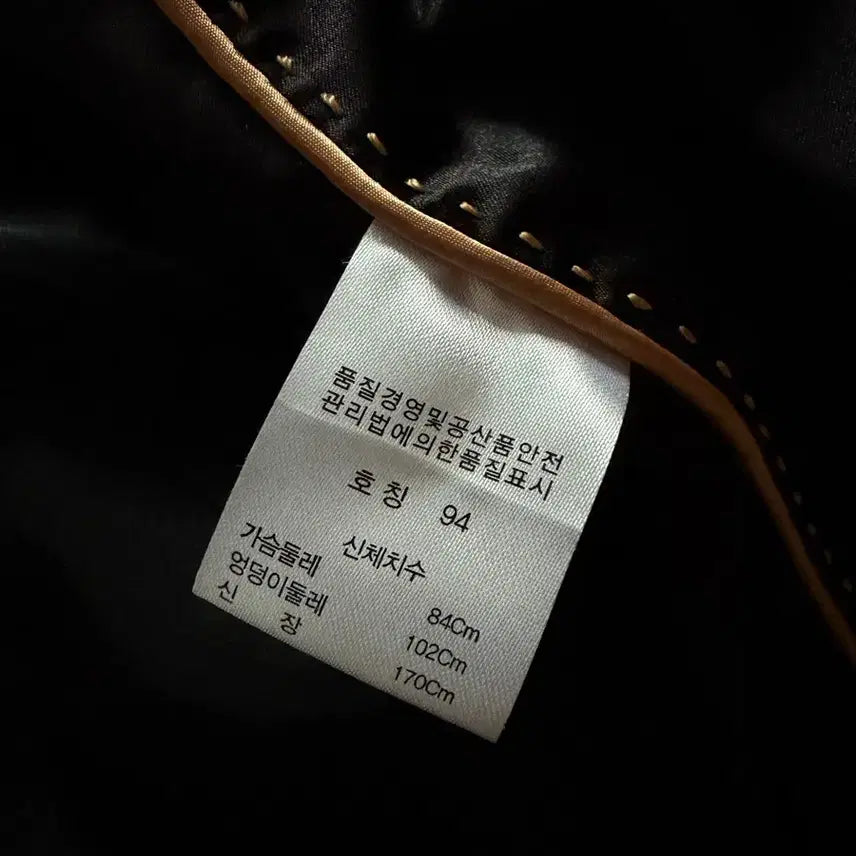 품질경영및공산품안전
관리법에의한품질표시
호칭 94
신체치수
가슴둘레 84Cm
엉덩이둘레 102Cm
신 장 170Cm